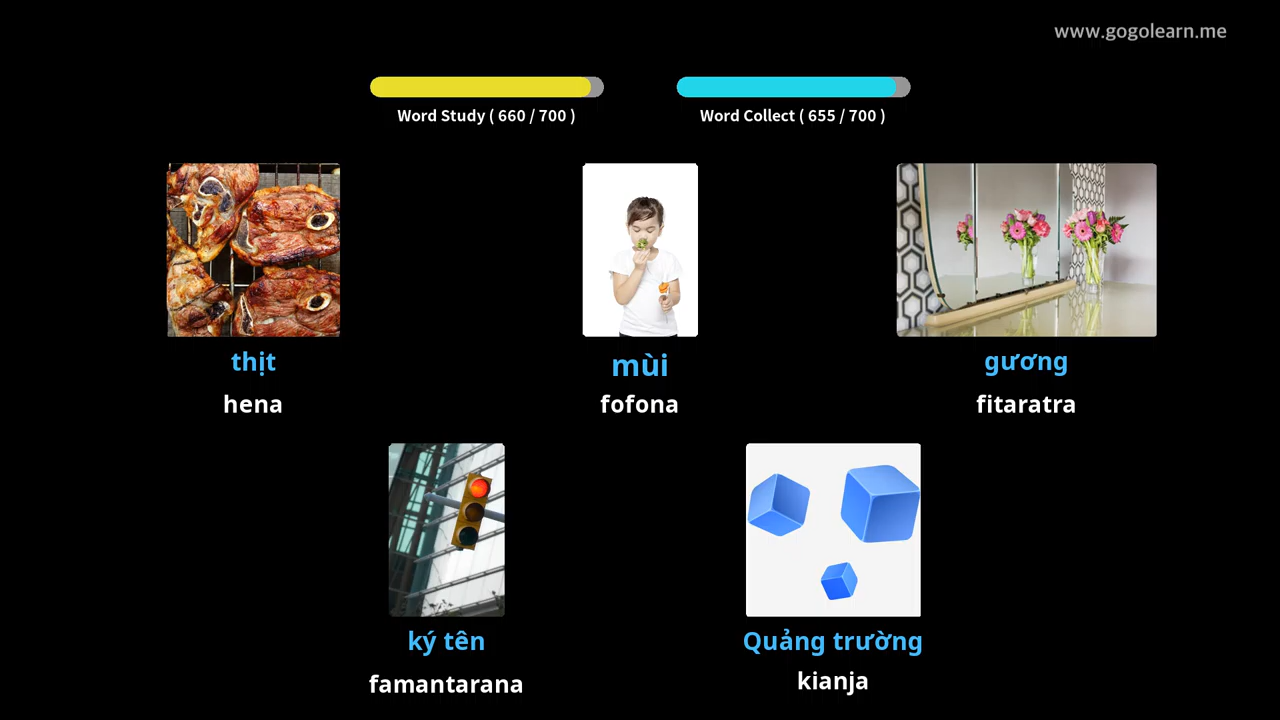 www.gogolearn.me
Word Study ( 660 / 700 )
Word Collect ( 655 / 700 )
thịt
hena
mùi
fofona
gương
fitaratra
ký tên
famantarana
Quảng trường
kianja